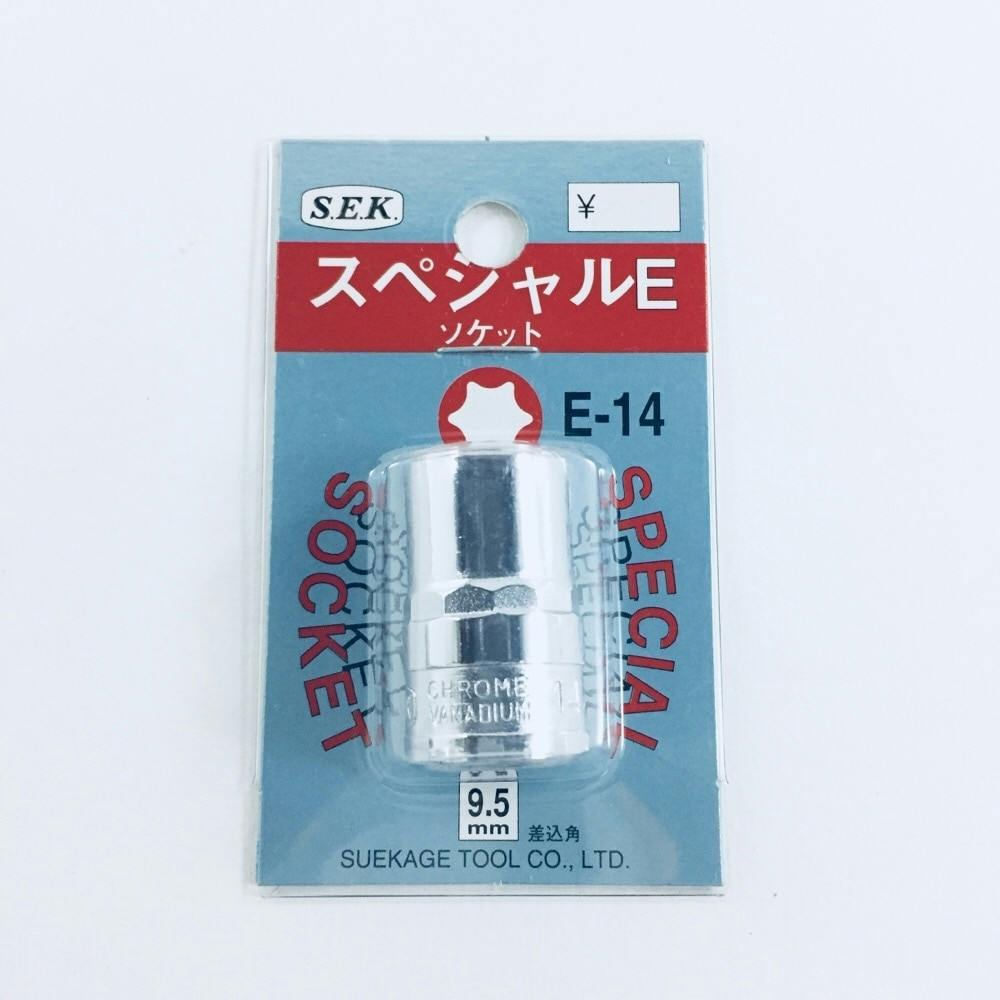 S.E.K.
¥
スペシャルE
ソケット
E-14
SPECIAL
SOCKET
CHROME
VANADIUM
14
9.5
mm
差込角
SUEKAGE TOOL CO., LTD.